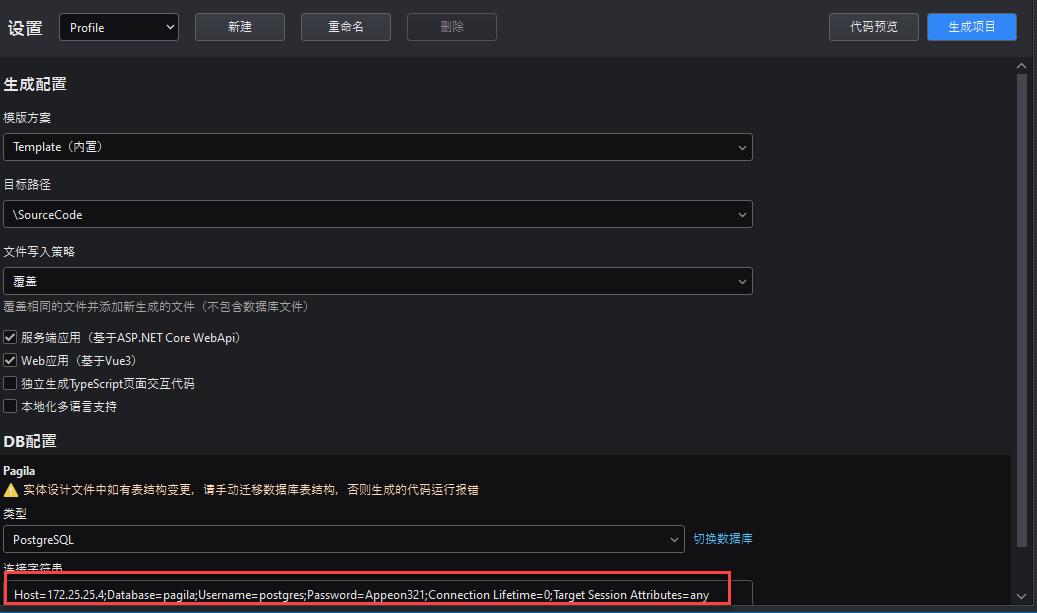 设置 Profile 新建 重命名 删除 代码预览 生成项目
生成配置
模版方案
Template（内置）
目标路径
\SourceCode
文件写入策略
覆盖
覆盖相同的文件并添加新生成的文件（不包含数据库文件）
服务端应用（基于ASP.NET Core WebApi）
Web应用（基于Vue3）
独立生成TypeScript页面交互代码
本地化多语言支持
DB配置
Pagila
实体设计文件中如有表结构变更，请手动迁移数据库表结构，否则生成的代码运行报错
类型
PostgreSQL 切换数据库
连接字符串
Host=172.25.25.4;Database=pagila;Username=postgres;Password=Appeon321;Connection Lifetime=0;Target Session Attributes=any